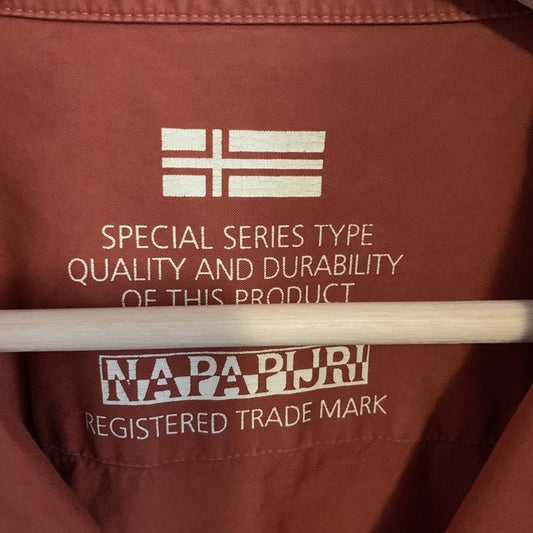 SPECIAL SERIES TYPE
QUALITY AND DURABILITY
OF THIS PRODUCT
NAPAPIJRI
REGISTERED TRADE MARK